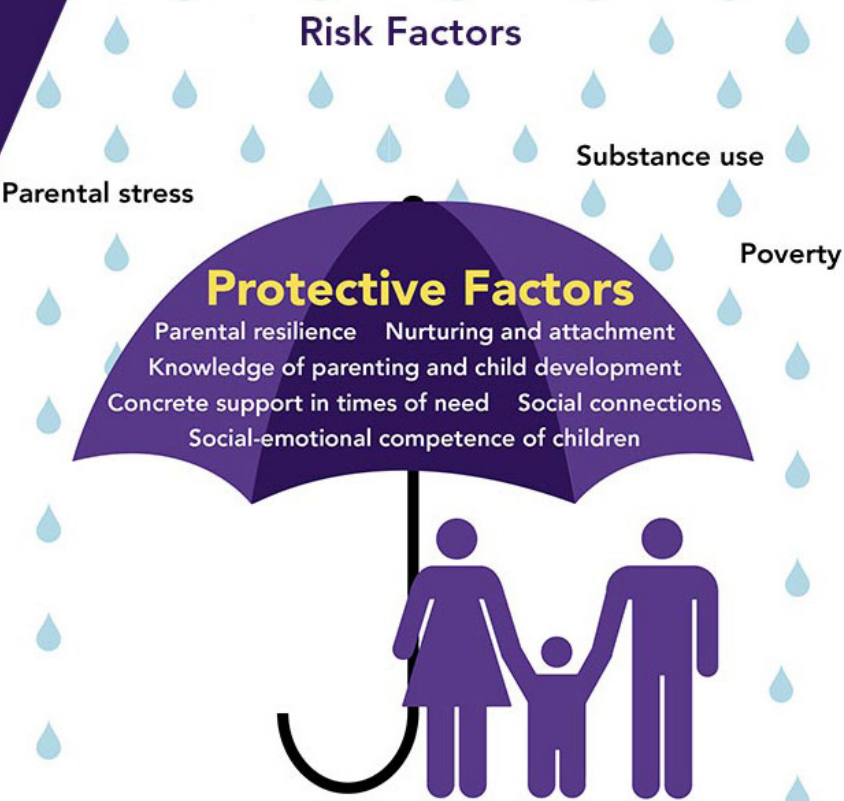 Risk Factors
Substance use
Parental stress
Poverty
Protective Factors
Parental resilience Nurturing and attachment
Knowledge of parenting and child development
Concrete support in times of need Social connections
Social-emotional competence of children